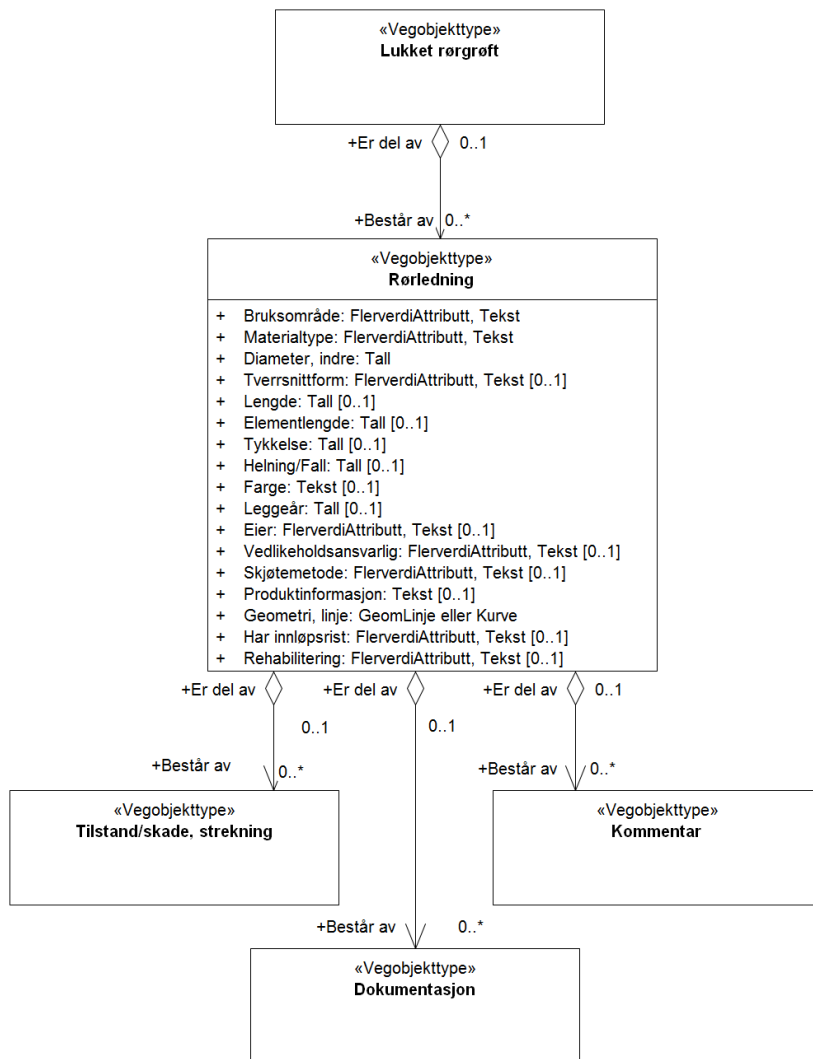 «Vegobjekttype»
Lukket rørgrøft
+Er del av 0..1
+Består av 0..*
«Vegobjekttype»
Rørledning
+ Bruksområde: FlerverdiAttributt, Tekst
+ Materialtype: FlerverdiAttributt, Tekst
+ Diameter, indre: Tall
+ Tverrsnittform: FlerverdiAttributt, Tekst [0..1]
+ Lengde: Tall [0..1]
+ Elementlengde: Tall [0..1]
+ Tykkelse: Tall [0..1]
+ Helning/Fall: Tall [0..1]
+ Farge: Tekst [0..1]
+ Leggeår: Tall [0..1]
+ Eier: FlerverdiAttributt, Tekst [0..1]
+ Vedlikeholdsansvarlig: FlerverdiAttributt, Tekst [0..1]
+ Skjøtemetode: FlerverdiAttributt, Tekst [0..1]
+ Produktinformasjon: Tekst [0..1]
+ Geometri, linje: GeomLinje eller Kurve
+ Har innløpsrist: FlerverdiAttributt, Tekst [0..1]
+ Rehabilitering: FlerverdiAttributt, Tekst [0..1]
+Er del av +Er del av +Er del av 0..1
0..1 0..1
+Består av 0..* +Består av 0..*
«Vegobjekttype» «Vegobjekttype»
Tilstand/skade, strekning Kommentar
+Består av 0..*
«Vegobjekttype»
Dokumentasjon